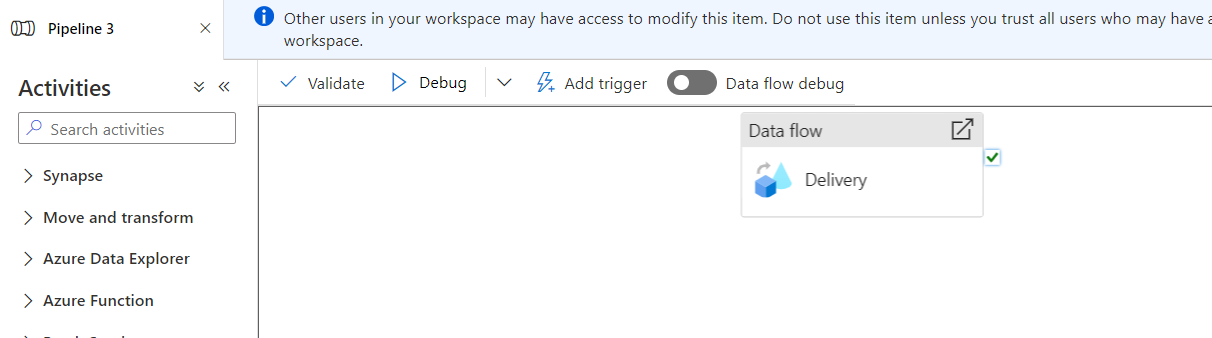 Pipeline 3
Other users in your workspace may have access to modify this item. Do not use this item unless you trust all users who may have a
workspace.
Activities
Search activities
Synapse
Move and transform
Azure Data Explorer
Azure Function
Validate
Debug
Add trigger
Data flow debug
Data flow
Delivery